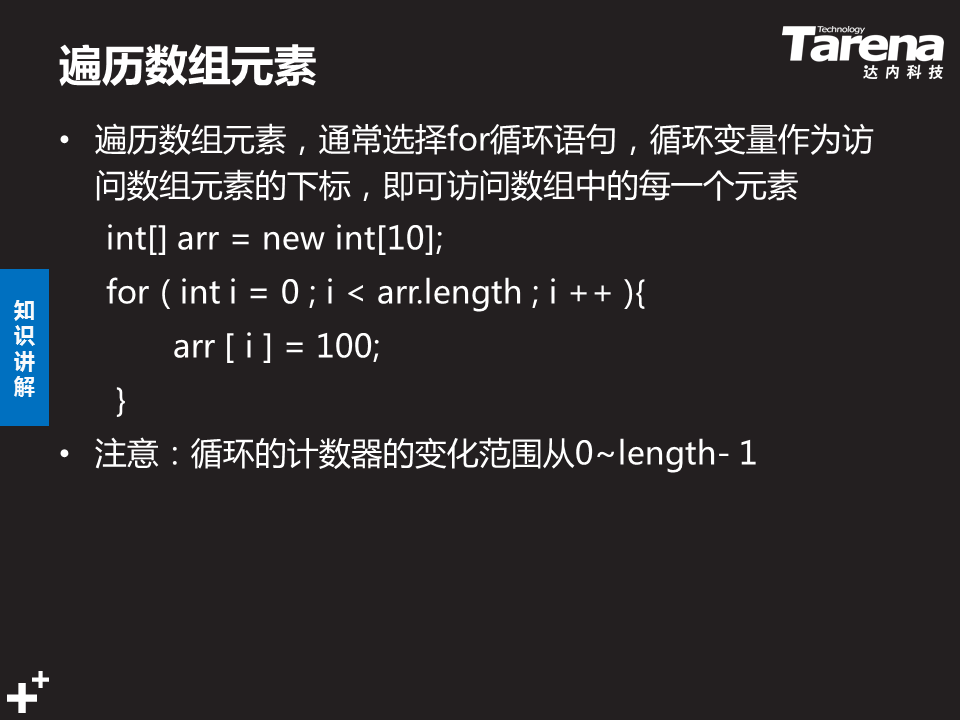 遍历数组元素
Technology
Tarena
达内科技
• 遍历数组元素，通常选择for循环语句，循环变量作为访
问数组元素的下标，即可访问数组中的每一个元素
int[] arr = new int[10];
for ( int i = 0 ; i < arr.length ; i ++ ){
arr [ i ] = 100;
}
• 注意：循环的计数器的变化范围从0~length- 1
知
识
讲
解